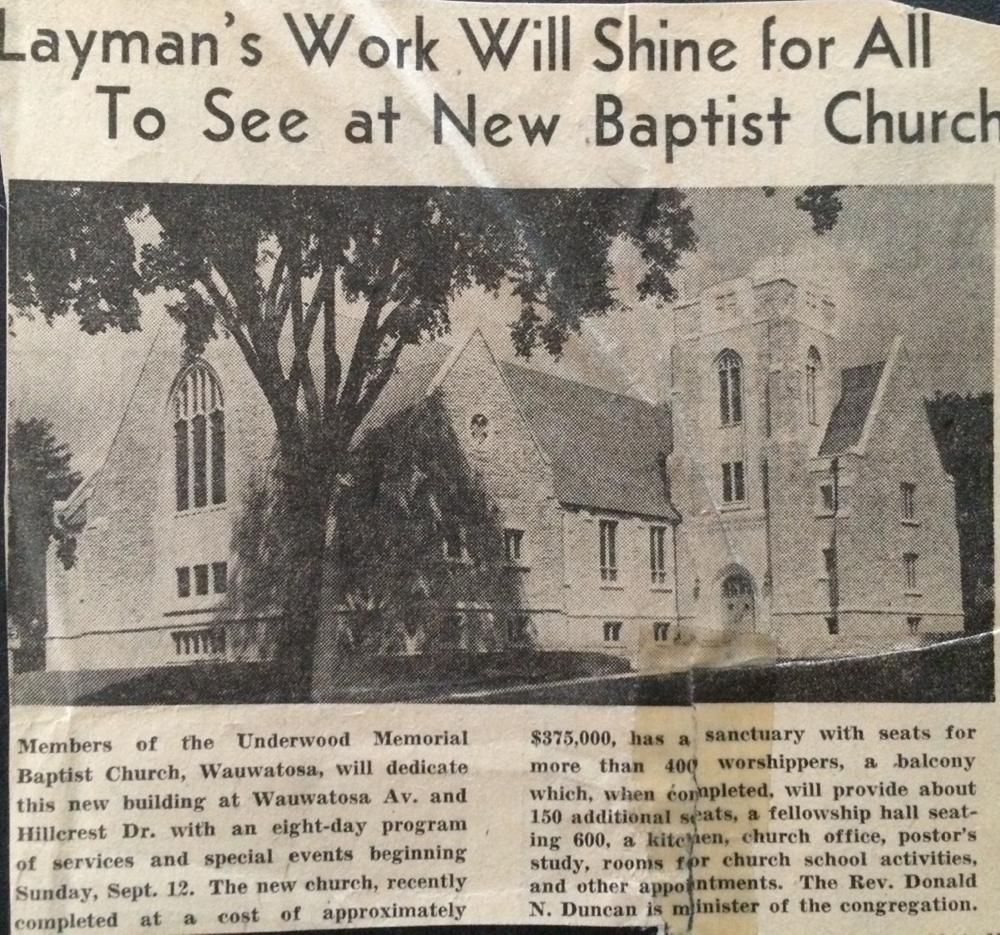 Layman's Work Will Shine for All
To See at New Baptist Church
Members of the Underwood Memorial
Baptist Church, Wauwatosa, will dedicate
this new building at Wauwatosa Av. and
Hillcrest Dr. with an eight-day program
of services and special events beginning
Sunday, Sept. 12. The new church, recently
completed at a cost of approximately
$375,000, has a sanctuary with seats for
more than 400 worshippers, a balcony
which, when completed, will provide about
150 additional seats, a fellowship hall seat-
ing 600, a kitchen, church office, postor's
study, rooms for church school activities,
and other appointments. The Rev. Donald
N. Duncan is minister of the congregation.